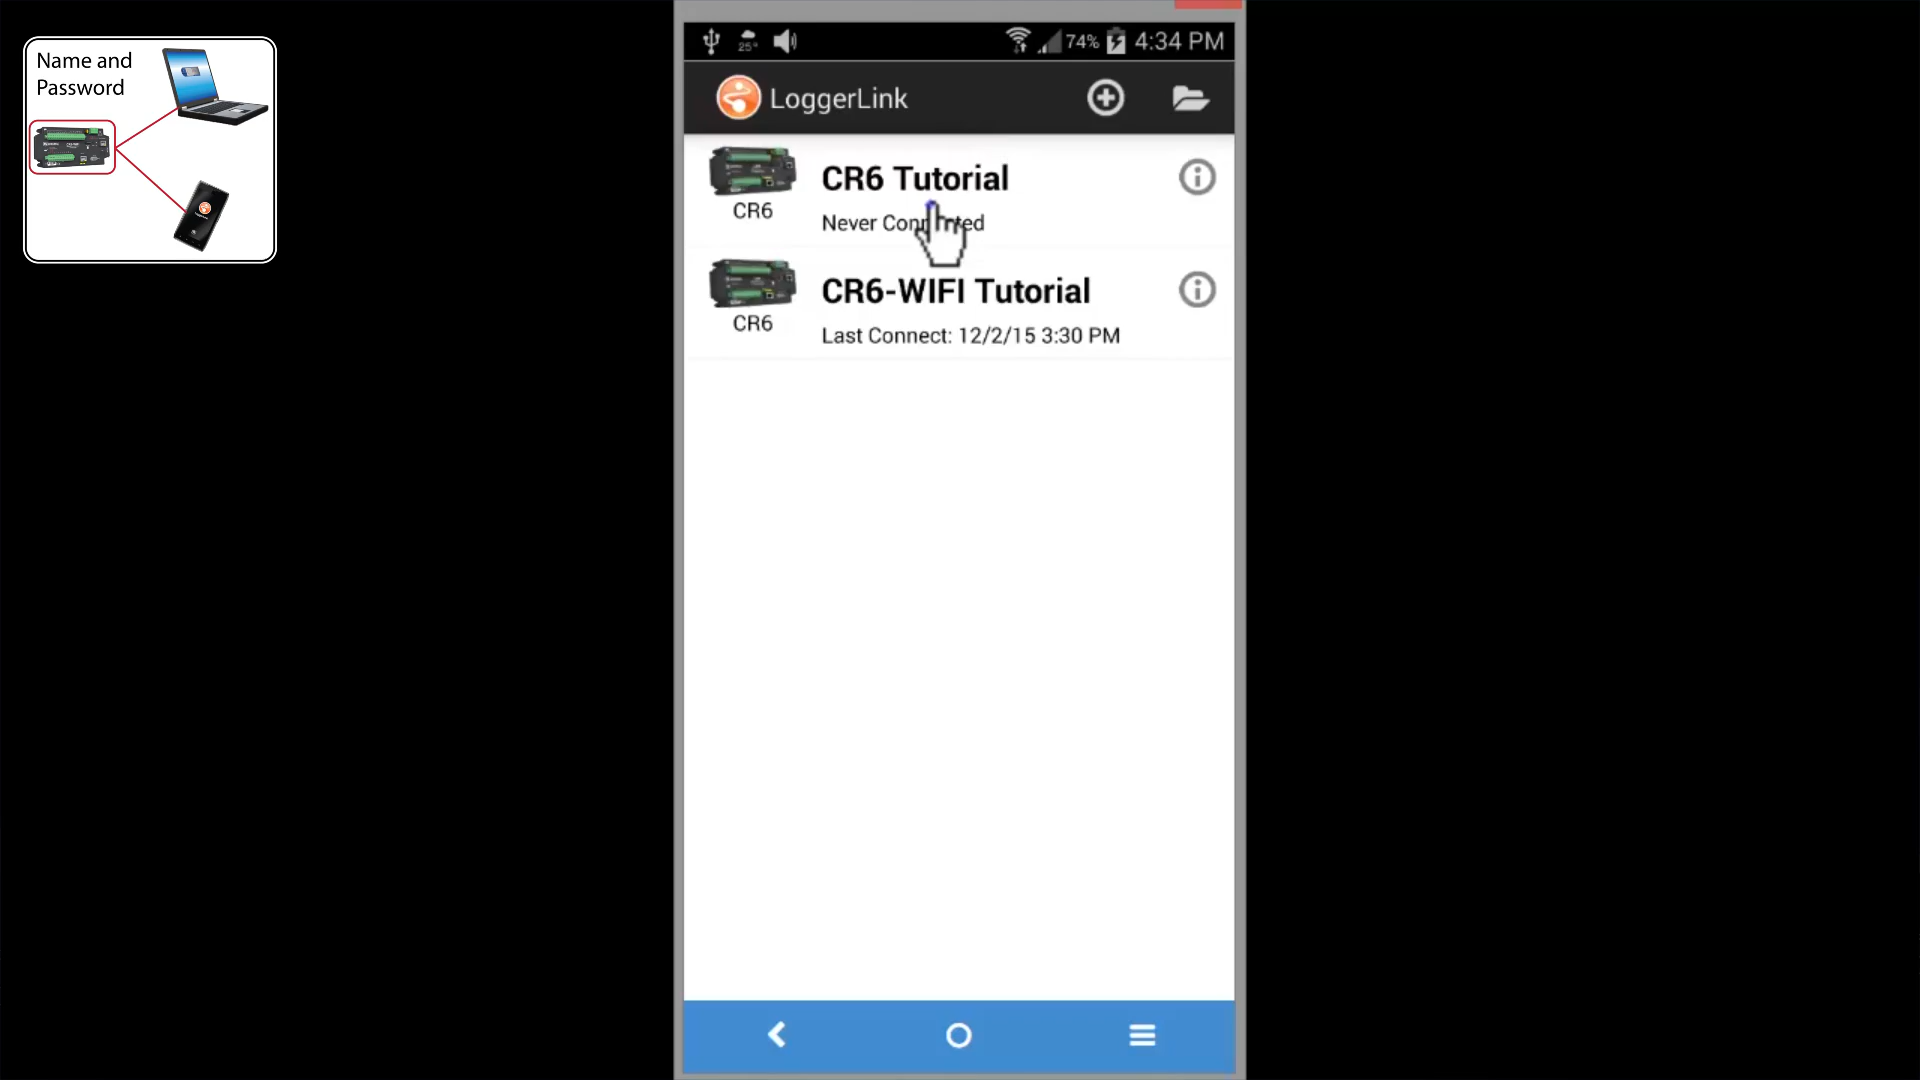 Name and
Password
25°
74%
4:34 PM
LoggerLink
CR6 Tutorial
CR6
Never Connected
CR6-WIFI Tutorial
CR6
Last Connect: 12/2/15 3:30 PM